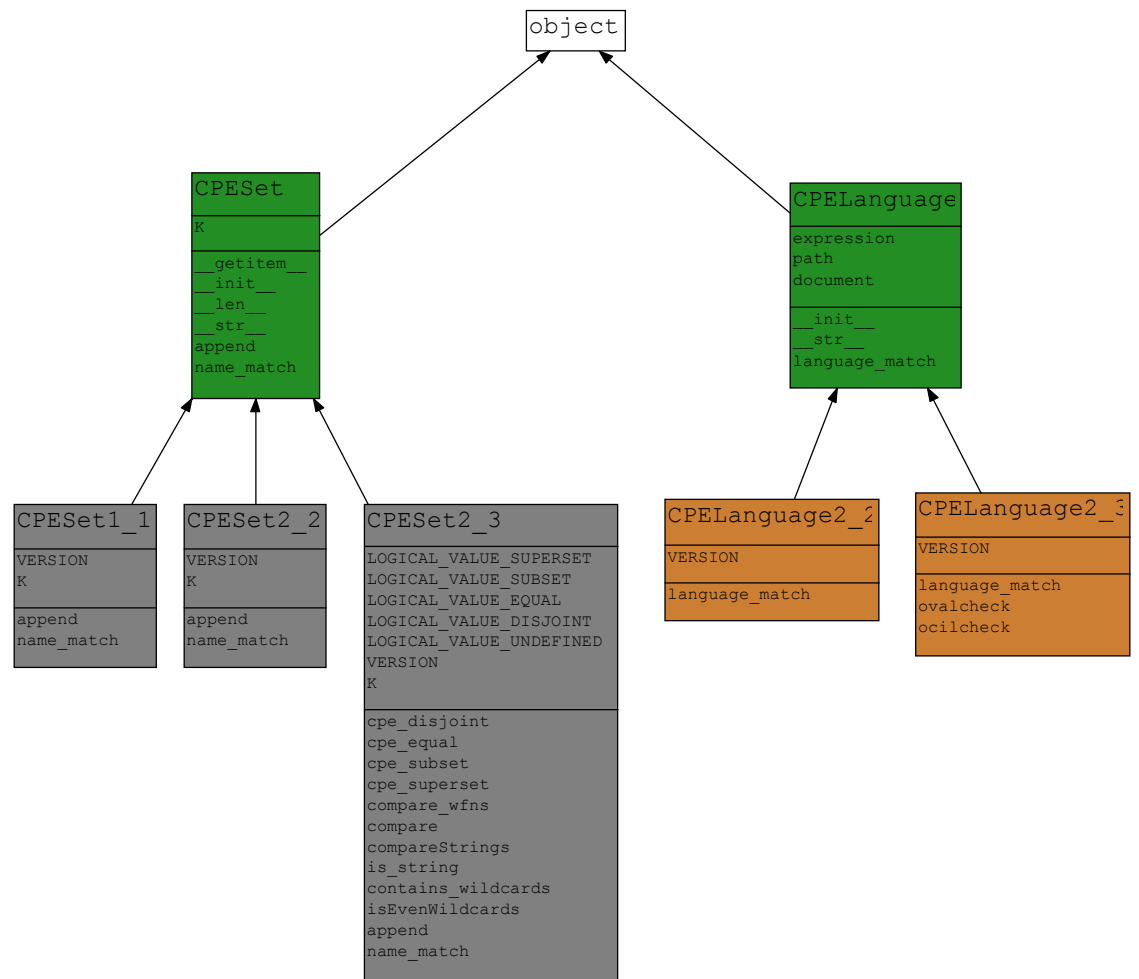 object
CPESet
K
__getitem__
__init__
__len__
__str__
append
name_match
CPELanguage
expression
path
document
__init__
__str__
language_match
CPESet1_1
VERSION
K
append
name_match
CPESet2_2
VERSION
K
append
name_match
CPESet2_3
LOGICAL_VALUE_SUPERSET
LOGICAL_VALUE_SUBSET
LOGICAL_VALUE_EQUAL
LOGICAL_VALUE_DISJOINT
LOGICAL_VALUE_UNDEFINED
VERSION
K
cpe_disjoint
cpe_equal
cpe_subset
cpe_superset
compare_wfns
compare
compareStrings
is_string
contains_wildcards
isEvenWildcards
append
name_match
CPELanguage2_2
VERSION
language_match
CPELanguage2_3
VERSION
language_match
ovalcheck
ocilcheck